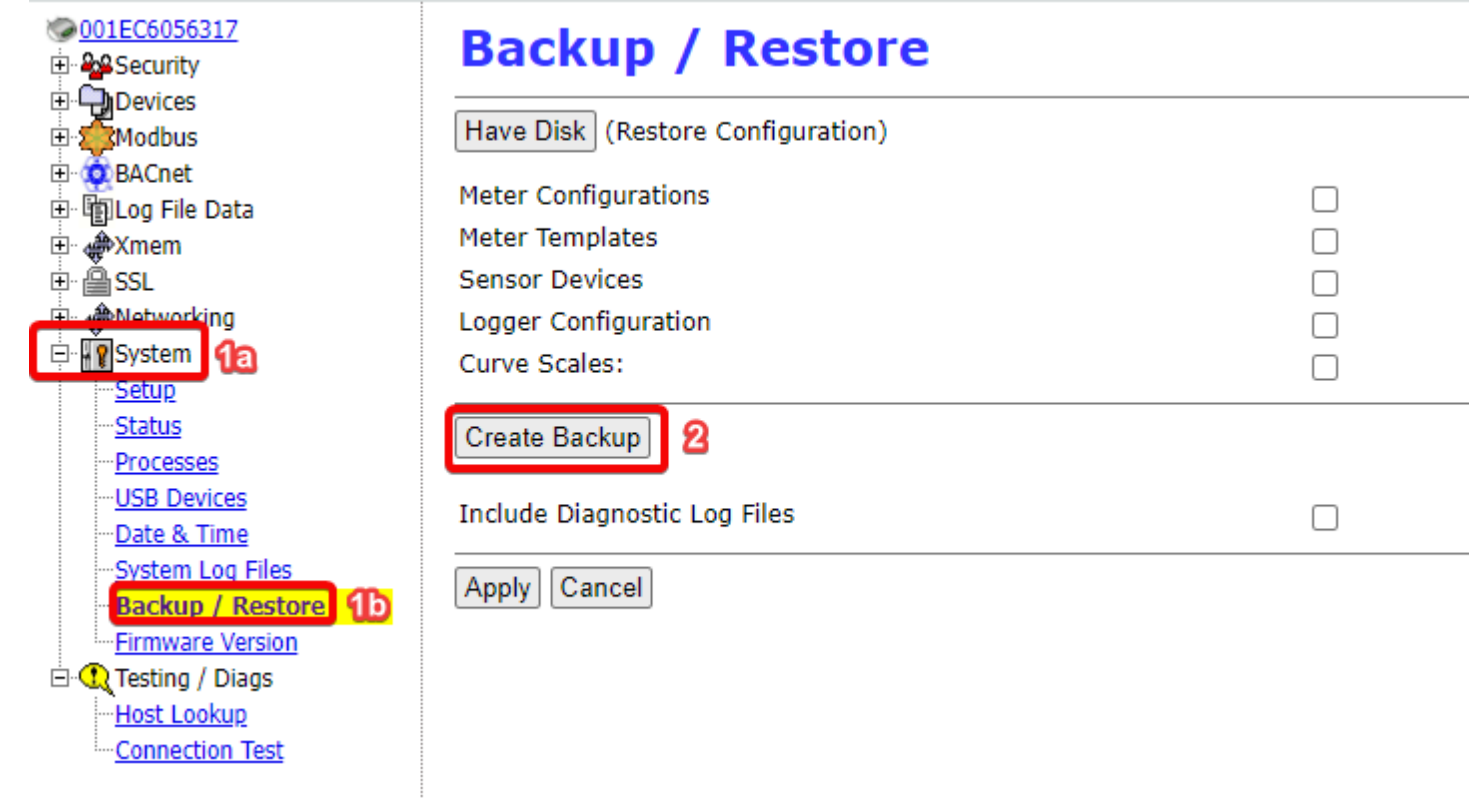 001EC6056317
Security
Devices
Modbus
BACnet
Log File Data
Xmem
SSL
Networking
System 1a
Setup
Status
Processes
USB Devices
Date & Time
System Log Files
Backup / Restore 1b
Firmware Version
Testing / Diags
Host Lookup
Connection Test
Backup / Restore
Have Disk (Restore Configuration)
Meter Configurations
Meter Templates
Sensor Devices
Logger Configuration
Curve Scales:
Create Backup 2
Include Diagnostic Log Files
Apply Cancel